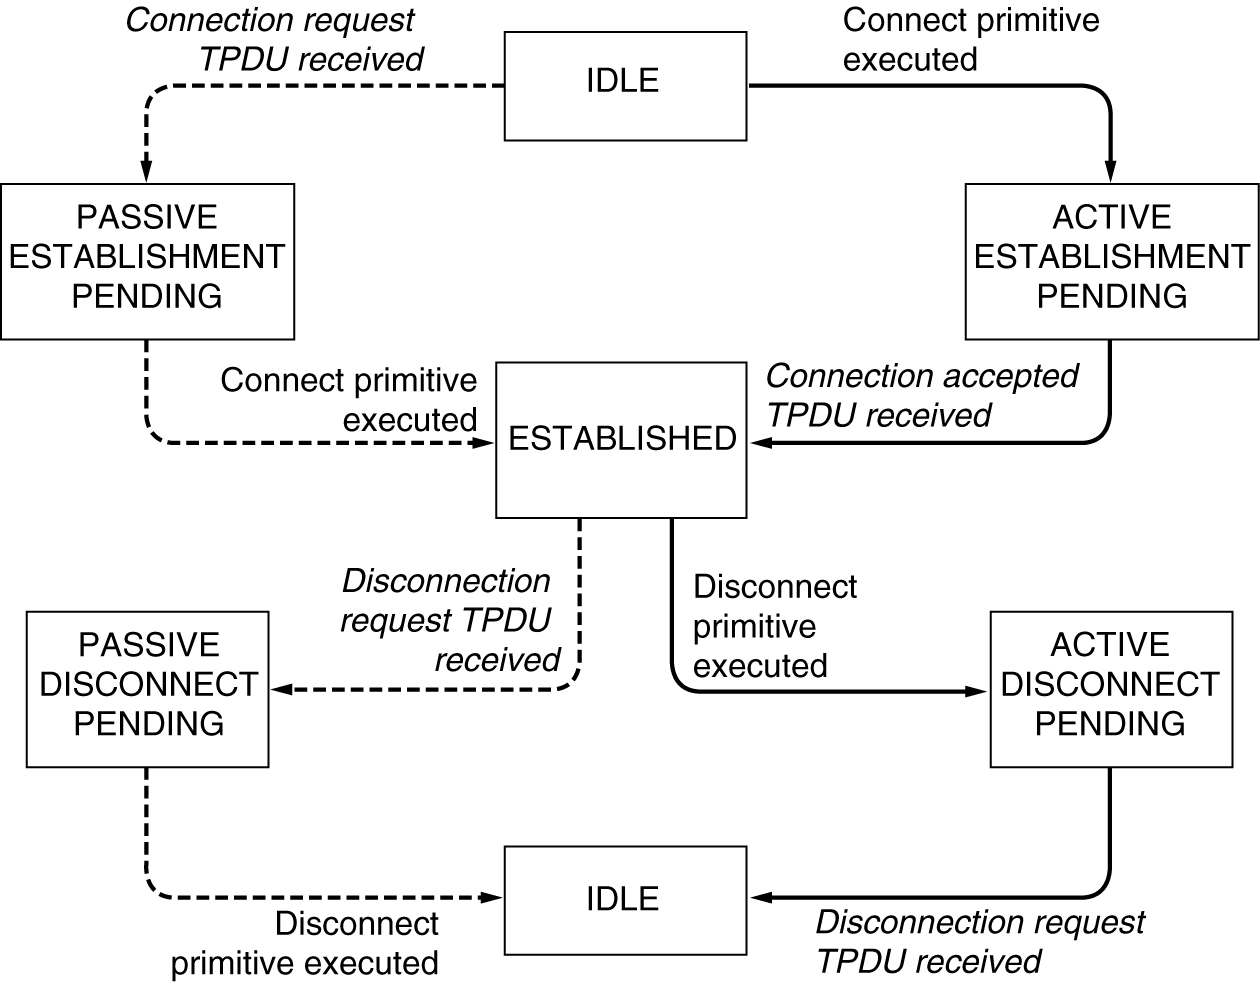 Connection request
TPDU received
IDLE
Connect primitive
executed
PASSIVE
ESTABLISHMENT
PENDING
ACTIVE
ESTABLISHMENT
PENDING
Connect primitive
executed
ESTABLISHED
Connection accepted
TPDU received
Disconnection
request TPDU
received
Disconnect
primitive
executed
PASSIVE
DISCONNECT
PENDING
ACTIVE
DISCONNECT
PENDING
Disconnect
primitive executed
IDLE
Disconnection request
TPDU received